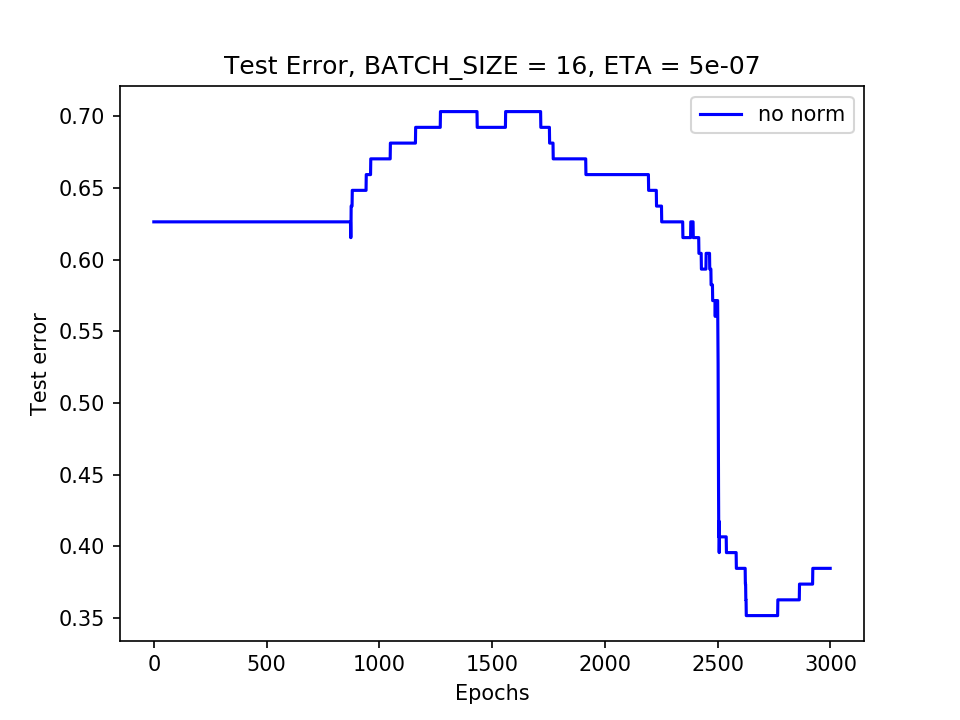 Test Error, BATCH_SIZE = 16, ETA = 5e-07
no norm
Test error
0.70
0.65
0.60
0.55
0.50
0.45
0.40
0.35
0 500 1000 1500 2000 2500 3000
Epochs